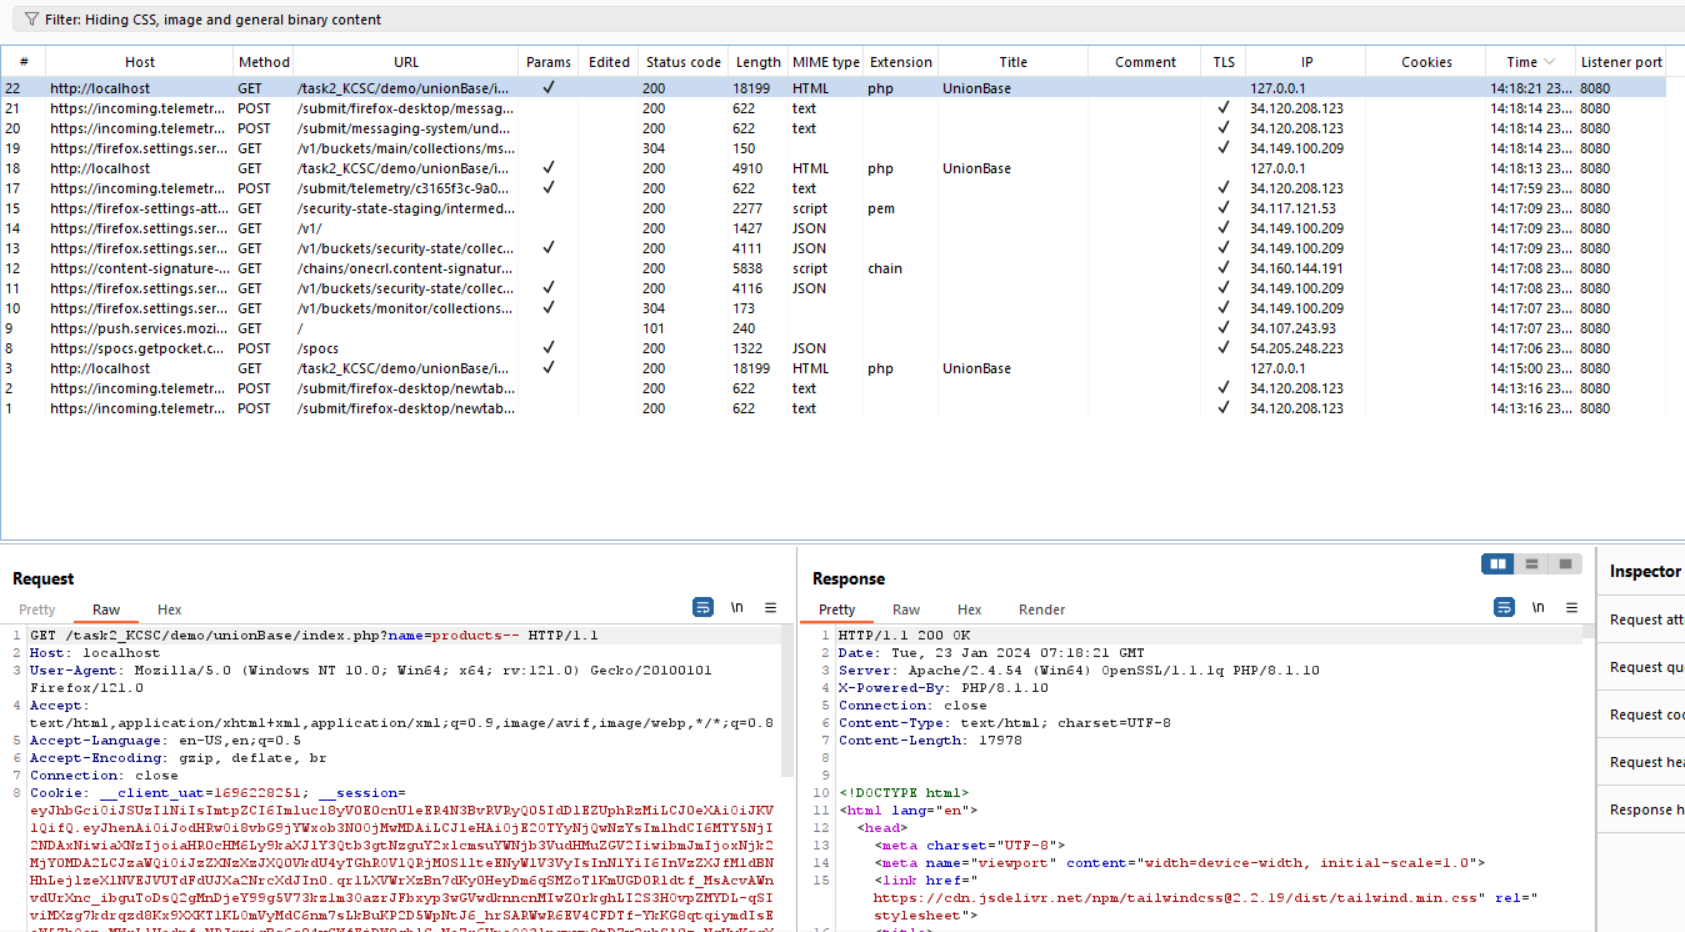 Filter: Hiding CSS, image and general binary content
# Host Method URL Params Edited Status code Length MIME type Extension Title Comment TLS IP Cookies Time Listener port
22 http://localhost GET /task2_KCSC/demo/unionBase/i... ✓ 200 18199 HTML php UnionBase 127.0.0.1 14:18:21 23... 8080
21 https://incoming.telemetr... POST /submit/firefox-desktop/messag... 200 622 text ✓ 34.120.208.123 14:18:14 23... 8080
20 https://incoming.telemetr... POST /submit/messaging-system/und... 200 622 text ✓ 34.120.208.123 14:18:14 23... 8080
19 https://firefox.settings.ser... GET /v1/buckets/main/collections/ms... 304 150 ✓ 34.149.100.209 14:18:14 23... 8080
18 http://localhost GET /task2_KCSC/demo/unionBase/i... ✓ 200 4910 HTML php UnionBase 127.0.0.1 14:18:13 23... 8080
17 https://incoming.telemetr... POST /submit/telemetry/c3165f3c-9a0... ✓ 200 622 text ✓ 34.120.208.123 14:17:59 23... 8080
15 https://firefox-settings-att... GET /security-state-staging/intermed... 200 2277 script pem ✓ 34.117.121.53 14:17:09 23... 8080
14 https://firefox.settings.ser... GET /v1/ 200 1427 JSON ✓ 34.149.100.209 14:17:09 23... 8080
13 https://firefox.settings.ser... GET /v1/buckets/security-state/collec... ✓ 200 4111 JSON ✓ 34.149.100.209 14:17:09 23... 8080
12 https://content-signature-... GET /chains/onecrl.content-signatur... 200 5838 script chain ✓ 34.160.144.191 14:17:08 23... 8080
11 https://firefox.settings.ser... GET /v1/buckets/security-state/collec... ✓ 200 4116 JSON ✓ 34.149.100.209 14:17:08 23... 8080
10 https://firefox.settings.ser... GET /v1/buckets/monitor/collections... ✓ 304 173 ✓ 34.149.100.209 14:17:07 23... 8080
9 https://push.services.mozi... GET / 101 240 ✓ 34.107.243.93 14:17:07 23... 8080
8 https://spocs.getpocket.c... POST /spocs ✓ 200 1322 JSON ✓ 54.205.248.223 14:17:06 23... 8080
3 http://localhost GET /task2_KCSC/demo/unionBase/i... ✓ 200 18199 HTML php UnionBase 127.0.0.1 14:15:00 23... 8080
2 https://incoming.telemetr... POST /submit/firefox-desktop/newtab... 200 622 text ✓ 34.120.208.123 14:13:16 23... 8080
1 https://incoming.telemetr... POST /submit/firefox-desktop/newtab... 200 622 text ✓ 34.120.208.123 14:13:16 23... 8080
Request
Pretty Raw Hex
\n
1 GET /task2_KCSC/demo/unionBase/index.php?name=products-- HTTP/1.1
2 Host: localhost
3 User-Agent: Mozilla/5.0 (Windows NT 10.0; Win64; x64; rv:121.0) Gecko/20100101
Firefox/121.0
4 Accept:
text/html,application/xhtml+xml,application/xml;q=0.9,image/avif,image/webp,*/*;q=0.8
5 Accept-Language: en-US,en;q=0.5
6 Accept-Encoding: gzip, deflate, br
7 Connection: close
8 Cookie: __client_uat=1696228251; __session=
Response
Pretty Raw Hex Render
\n
1 HTTP/1.1 200 OK
2 Date: Tue, 23 Jan 2024 07:18:21 GMT
3 Server: Apache/2.4.54 (Win64) OpenSSL/1.1.1q PHP/8.1.10
4 X-Powered-By: PHP/8.1.10
5 Connection: close
6 Content-Type: text/html; charset=UTF-8
7 Content-Length: 17978
8
9
10 <!DOCTYPE html>
11 <html lang="en">
12 <head>
13 <meta charset="UTF-8">
14 <meta name="viewport" content="width=device-width, initial-scale=1.0">
15 <link href="
https://cdn.jsdelivr.net/npm/tailwindcss@2.2.19/dist/tailwind.min.css" rel="
stylesheet">
Inspector
Request att
Request qu
Request coo
Request hea
Response h